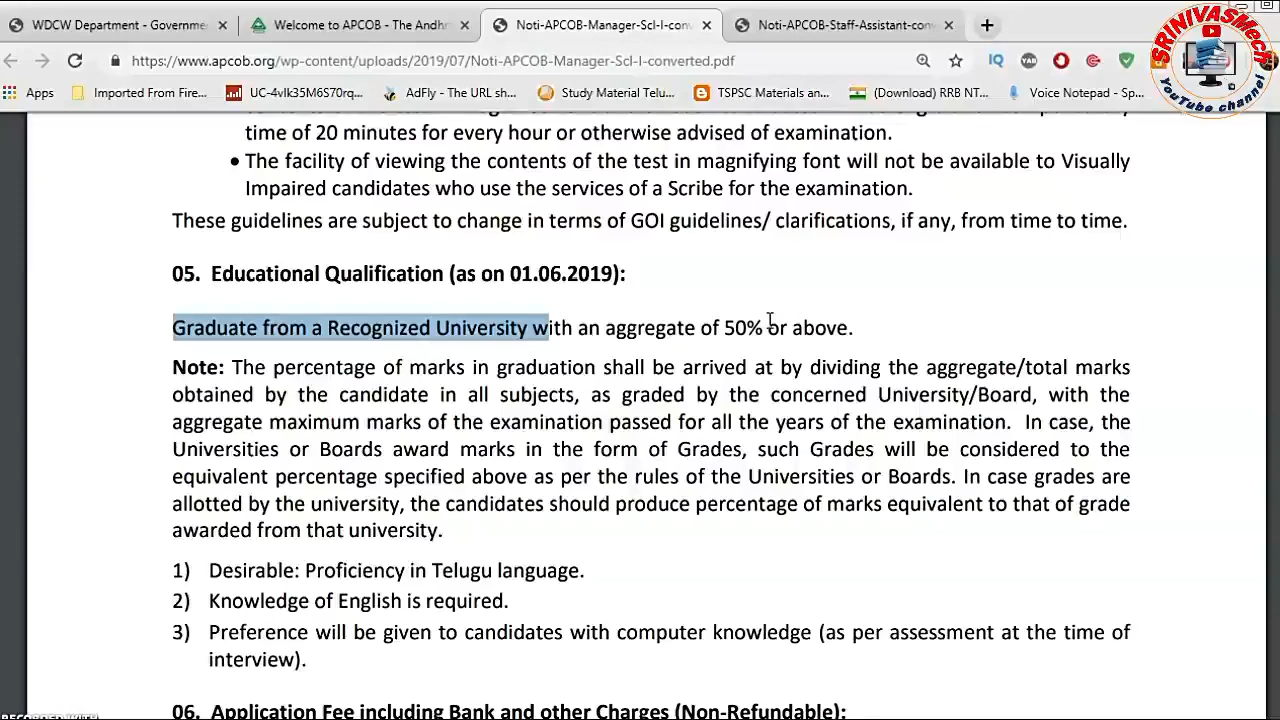 WDCW Department - Governme
Welcome to APCOB - The Andhr
Noti-APCOB-Manager-Scl-I-conver
Noti-APCOB-Staff-Assistant-conv
https://www.apcob.org/wp-content/uploads/2019/07/Noti-APCOB-Manager-Scl-I-converted.pdf
Apps
Imported From Fire...
UC-4vlk35M6S70rq...
AdFly - The URL sh...
Study Material Telu...
TSPSC Materials an...
(Download) RRB NT...
Voice Notepad - Sp...
SRINIVASMech
YouTube channel
time of 20 minutes for every hour or otherwise advised of examination.
• The facility of viewing the contents of the test in magnifying font will not be available to Visually
Impaired candidates who use the services of a Scribe for the examination.
These guidelines are subject to change in terms of GOI guidelines/ clarifications, if any, from time to time.
05. Educational Qualification (as on 01.06.2019):
Graduate from a Recognized University with an aggregate of 50% or above.
Note: The percentage of marks in graduation shall be arrived at by dividing the aggregate/total marks
obtained by the candidate in all subjects, as graded by the concerned University/Board, with the
aggregate maximum marks of the examination passed for all the years of the examination. In case, the
Universities or Boards award marks in the form of Grades, such Grades will be considered to the
equivalent percentage specified above as per the rules of the Universities or Boards. In case grades are
allotted by the university, the candidates should produce percentage of marks equivalent to that of grade
awarded from that university.
1) Desirable: Proficiency in Telugu language.
2) Knowledge of English is required.
3) Preference will be given to candidates with computer knowledge (as per assessment at the time of
interview).
06. Application Fee including Bank and other Charges (Non-Refundable):